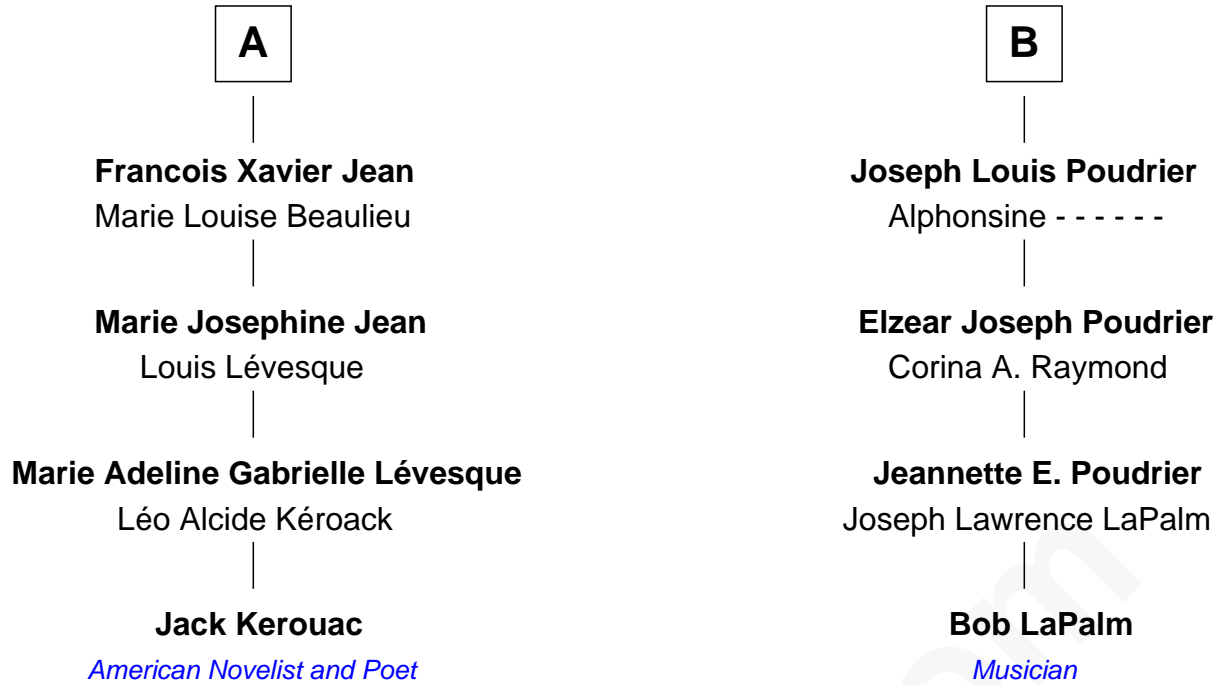 A
Francois Xavier Jean
Marie Louise Beaulieu
Marie Josephine Jean
Louis Lévesque
Marie Adeline Gabrielle Lévesque
Léo Alcide Kéroack
Jack Kerouac
American Novelist and Poet
B
Joseph Louis Poudrier
Alphonsine - - - - - -
Elzear Joseph Poudrier
Corina A. Raymond
Jeannette E. Poudrier
Joseph Lawrence LaPalm
Bob LaPalm
Musician